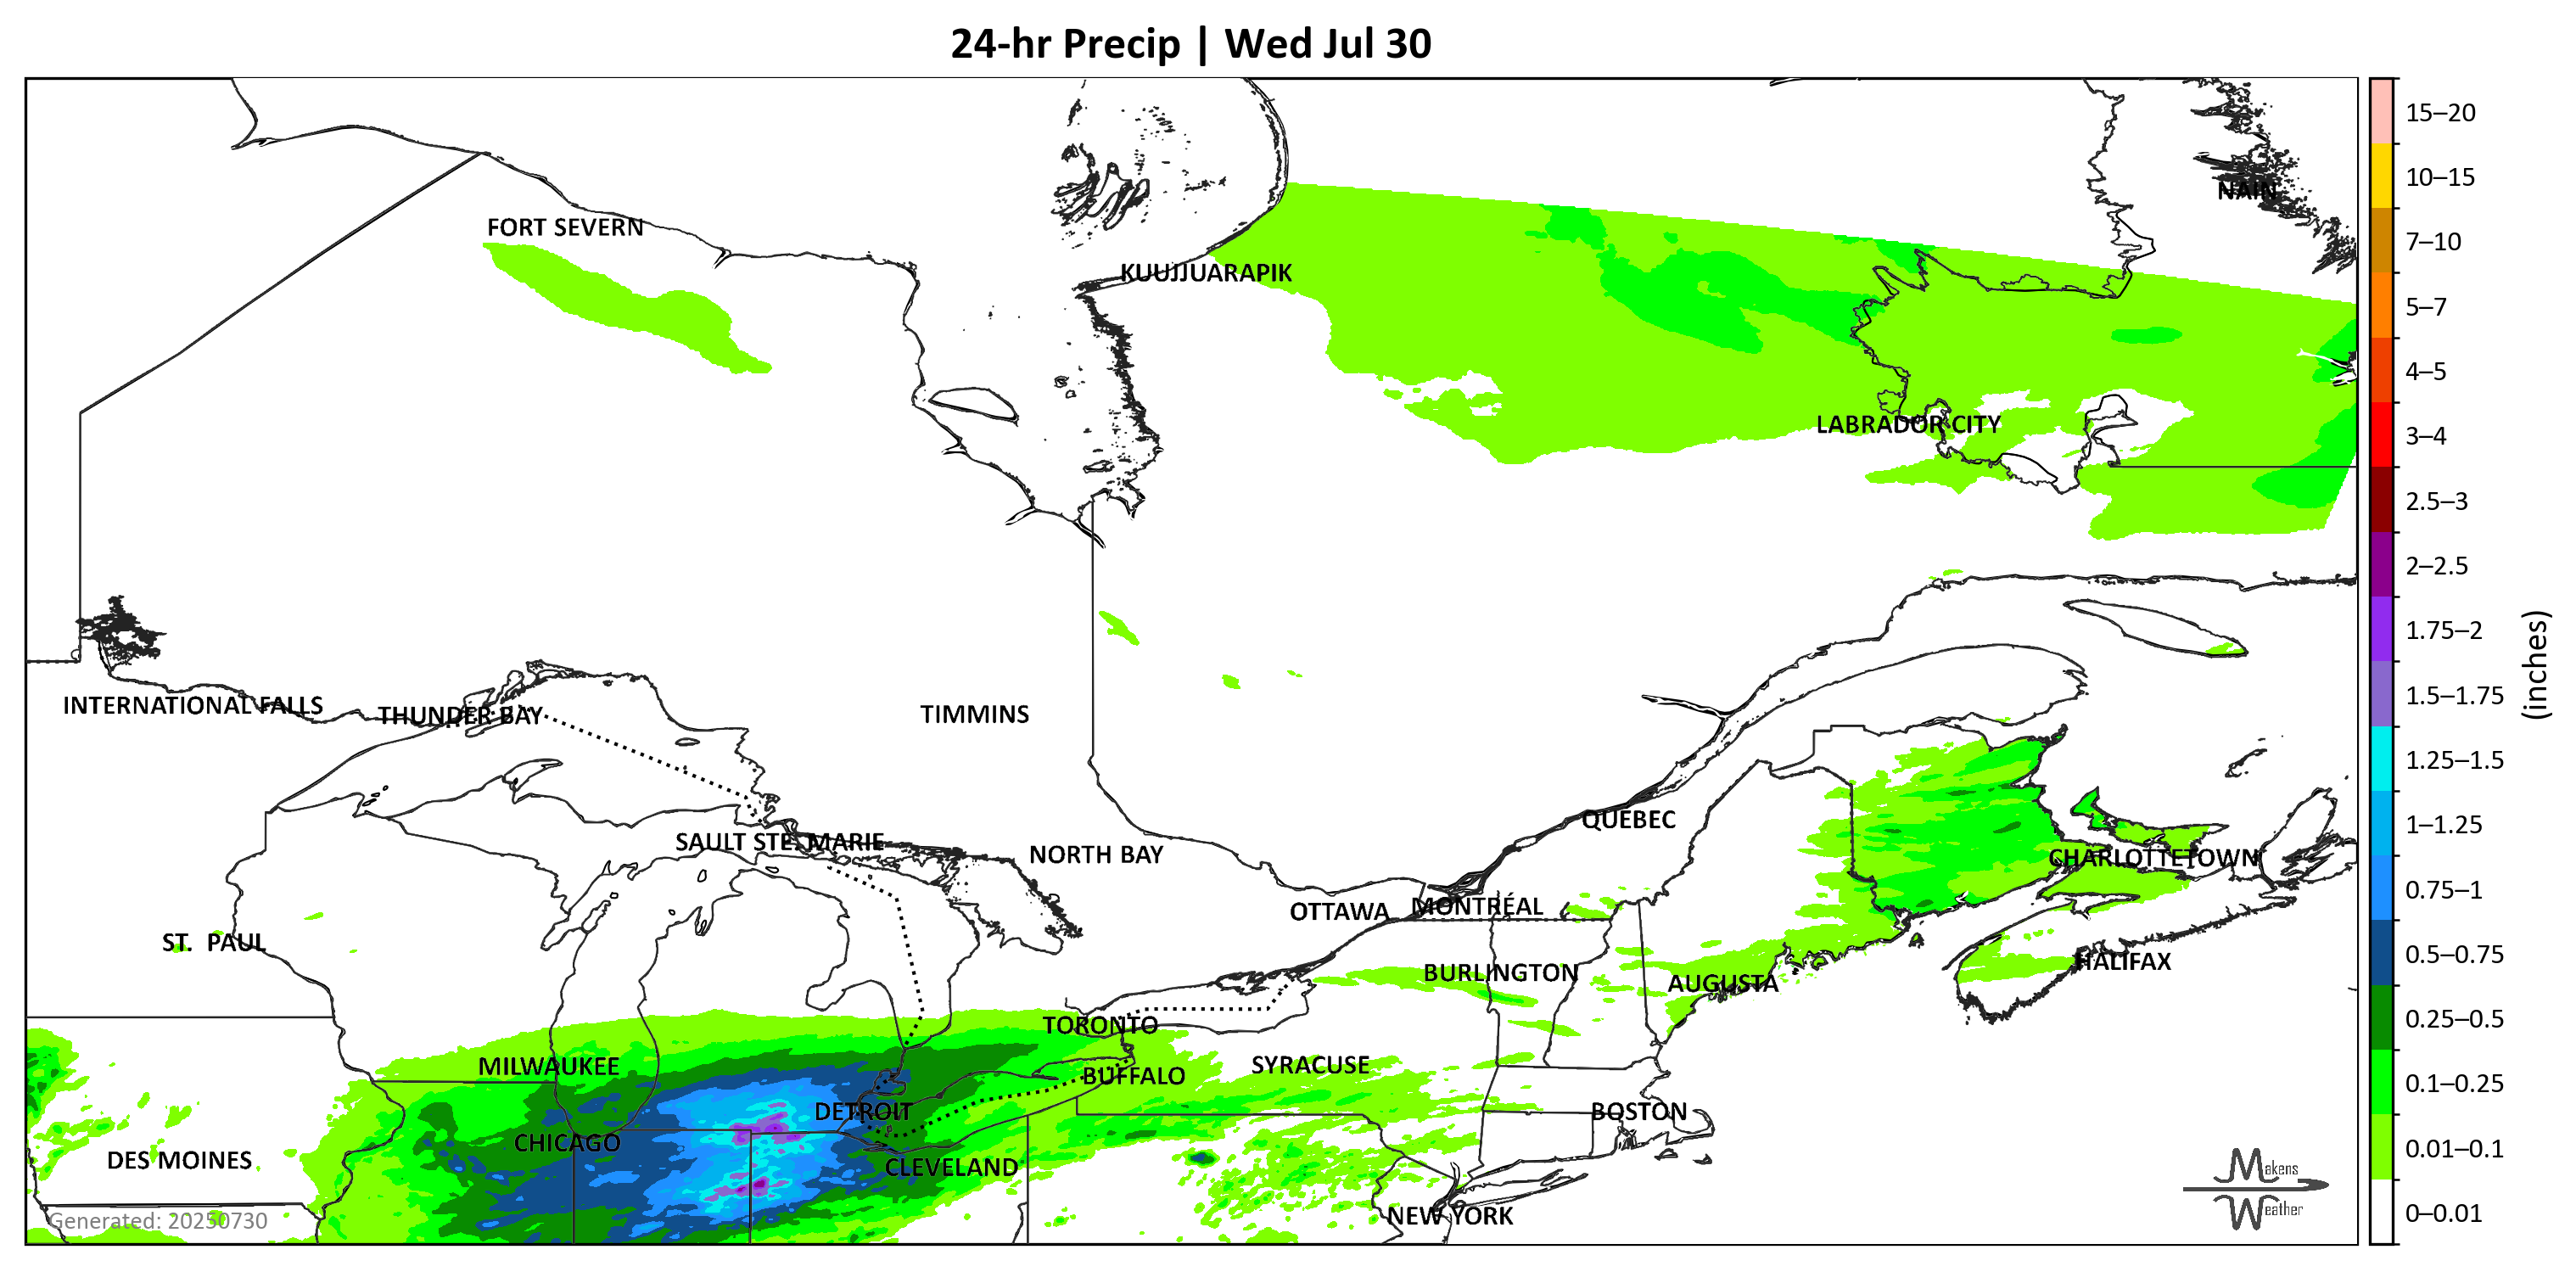 24-hr Precip | Wed Jul 30
15–20
10–15
NAIN
FORT SEVERN
7–10
KUUJJUARAPIK
5–7
4–5
LABRADOR CITY
3–4
2.5–3
2–2.5
1.75–2
(inches)
INTERNATIONAL FALLS
THUNDER BAY
TIMMINS
1.5–1.75
1.25–1.5
QUEBEC
1–1.25
SAULT STE. MARIE
NORTH BAY
CHARLOTTETOWN
0.75–1
OTTAWA
MONTRÉAL
ST. PAUL
0.5–0.75
HALIFAX
BURLINGTON
AUGUSTA
0.25–0.5
TORONTO
MILWAUKEE
SYRACUSE
BUFFALO
0.1–0.25
DETROIT
BOSTON
CHICAGO
0.01–0.1
DES MOINES
CLEVELAND
Makens
Weather
NEW YORK
0–0.01
Generated: 20250730